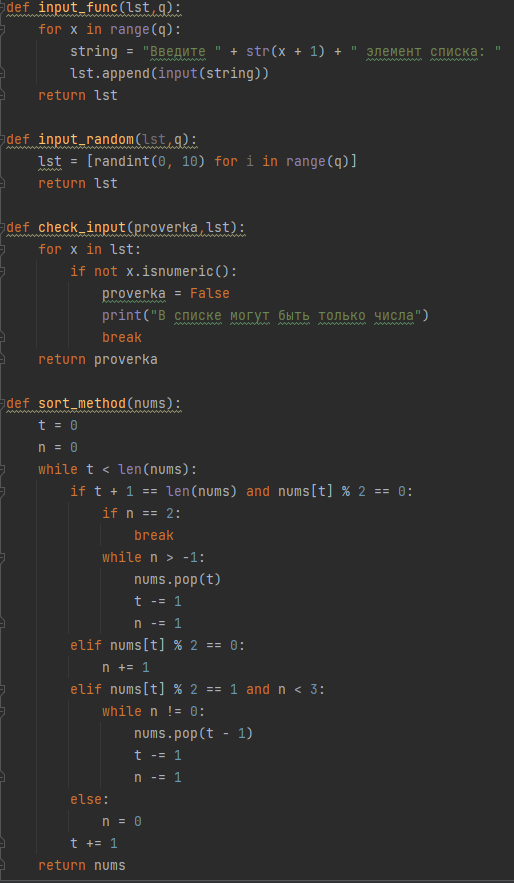 def input_func(lst,q):
    for x in range(q):
        string = "Введите " + str(x + 1) + " элемент списка: "
        lst.append(input(string))
    return lst

def input_random(lst,q):
    lst = [randint(0, 10) for i in range(q)]
    return lst

def check_input(proverka,lst):
    for x in lst:
        if not x.isnumeric():
            proverka = False
            print("В списке могут быть только числа")
            break
    return proverka

def sort_method(nums):
    t = 0
    n = 0
    while t < len(nums):
        if t + 1 == len(nums) and nums[t] % 2 == 0:
            if n == 2:
                break
            while n > -1:
                nums.pop(t)
                t -= 1
                n -= 1
        elif nums[t] % 2 == 0:
            n += 1
        elif nums[t] % 2 == 1 and n < 3:
            while n != 0:
                nums.pop(t - 1)
                t -= 1
                n -= 1
        else:
            n = 0
        t += 1
    return nums